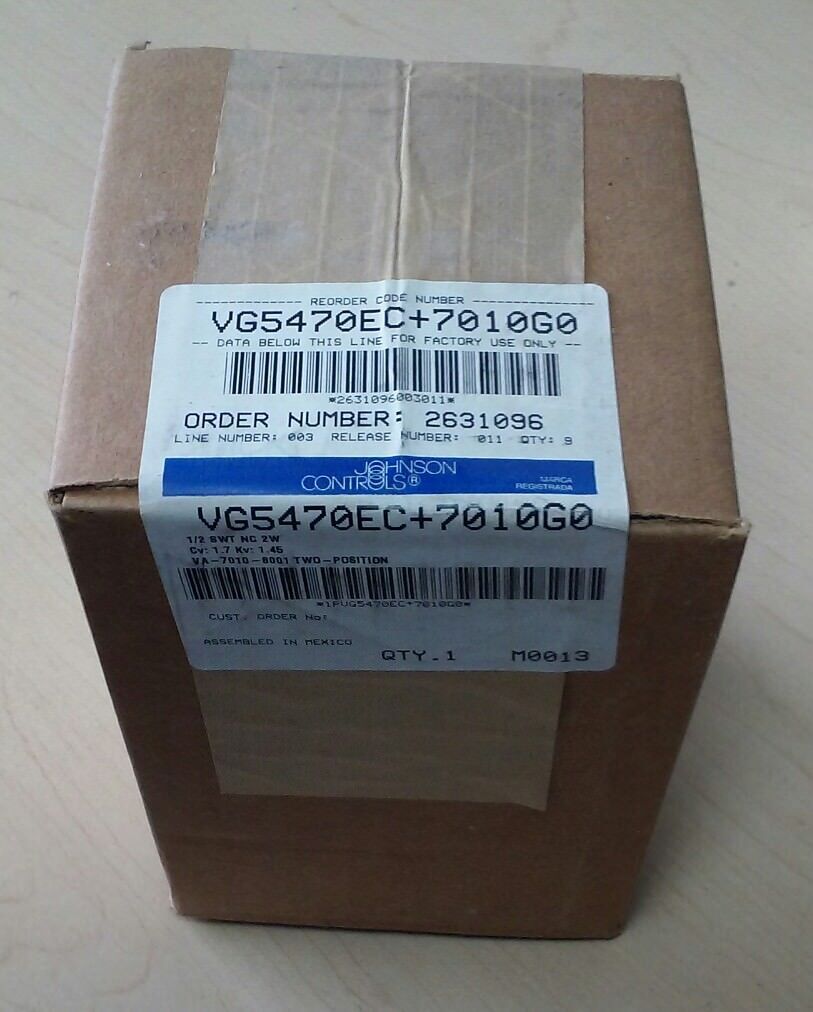 ------------- REORDER CODE NUMBER ---------------
VG5470EC+7010G0
-- DATA BELOW THIS LINE FOR FACTORY USE ONLY --
*2631096003011*
ORDER NUMBER: 2631096
LINE NUMBER: 003 RELEASE NUMBER: 011 QTY: 9
JOHNSON
CONTROLS®
MARCA
REGISTRADA
VG5470EC+7010G0
1/2 SWT NC 2W
Cv: 1.7 Kv: 1.45
VA-7010-8001 TWO-POSITION
*1PVG5470EC+7010G0*
CUST. ORDER No:
ASSEMBLED IN MEXICO
QTY.1 M0013